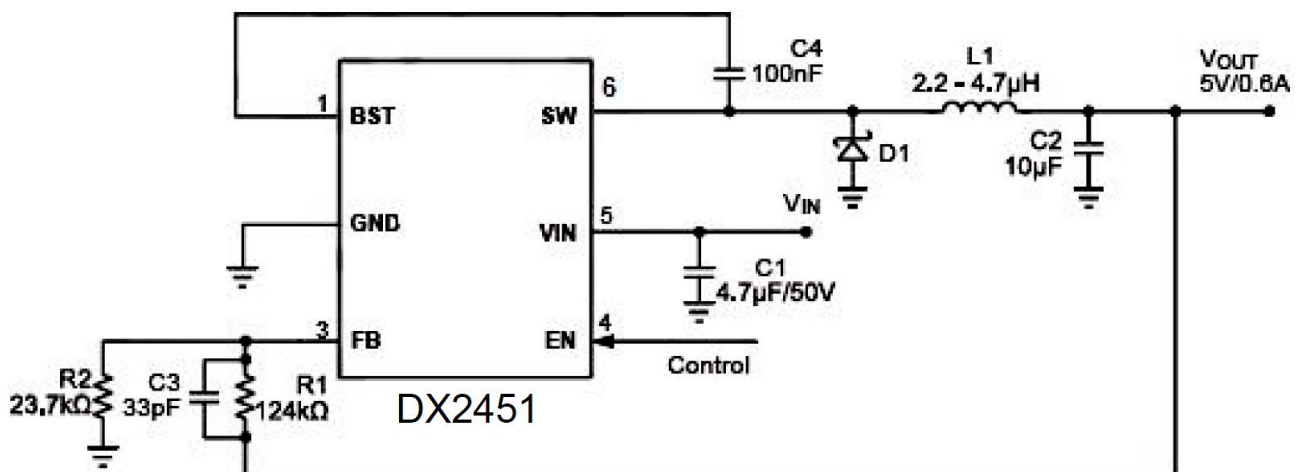 C4
100nF
L1
2.2 - 4.7µH
VOUT
5V/0.6A
1
BST
SW
6
D1
C2
10µF
GND
VIN
5
VIN
C1
4.7µF/50V
3
FB
EN
4
Control
R2
23.7kΩ
C3
33pF
R1
124kΩ
DX2451